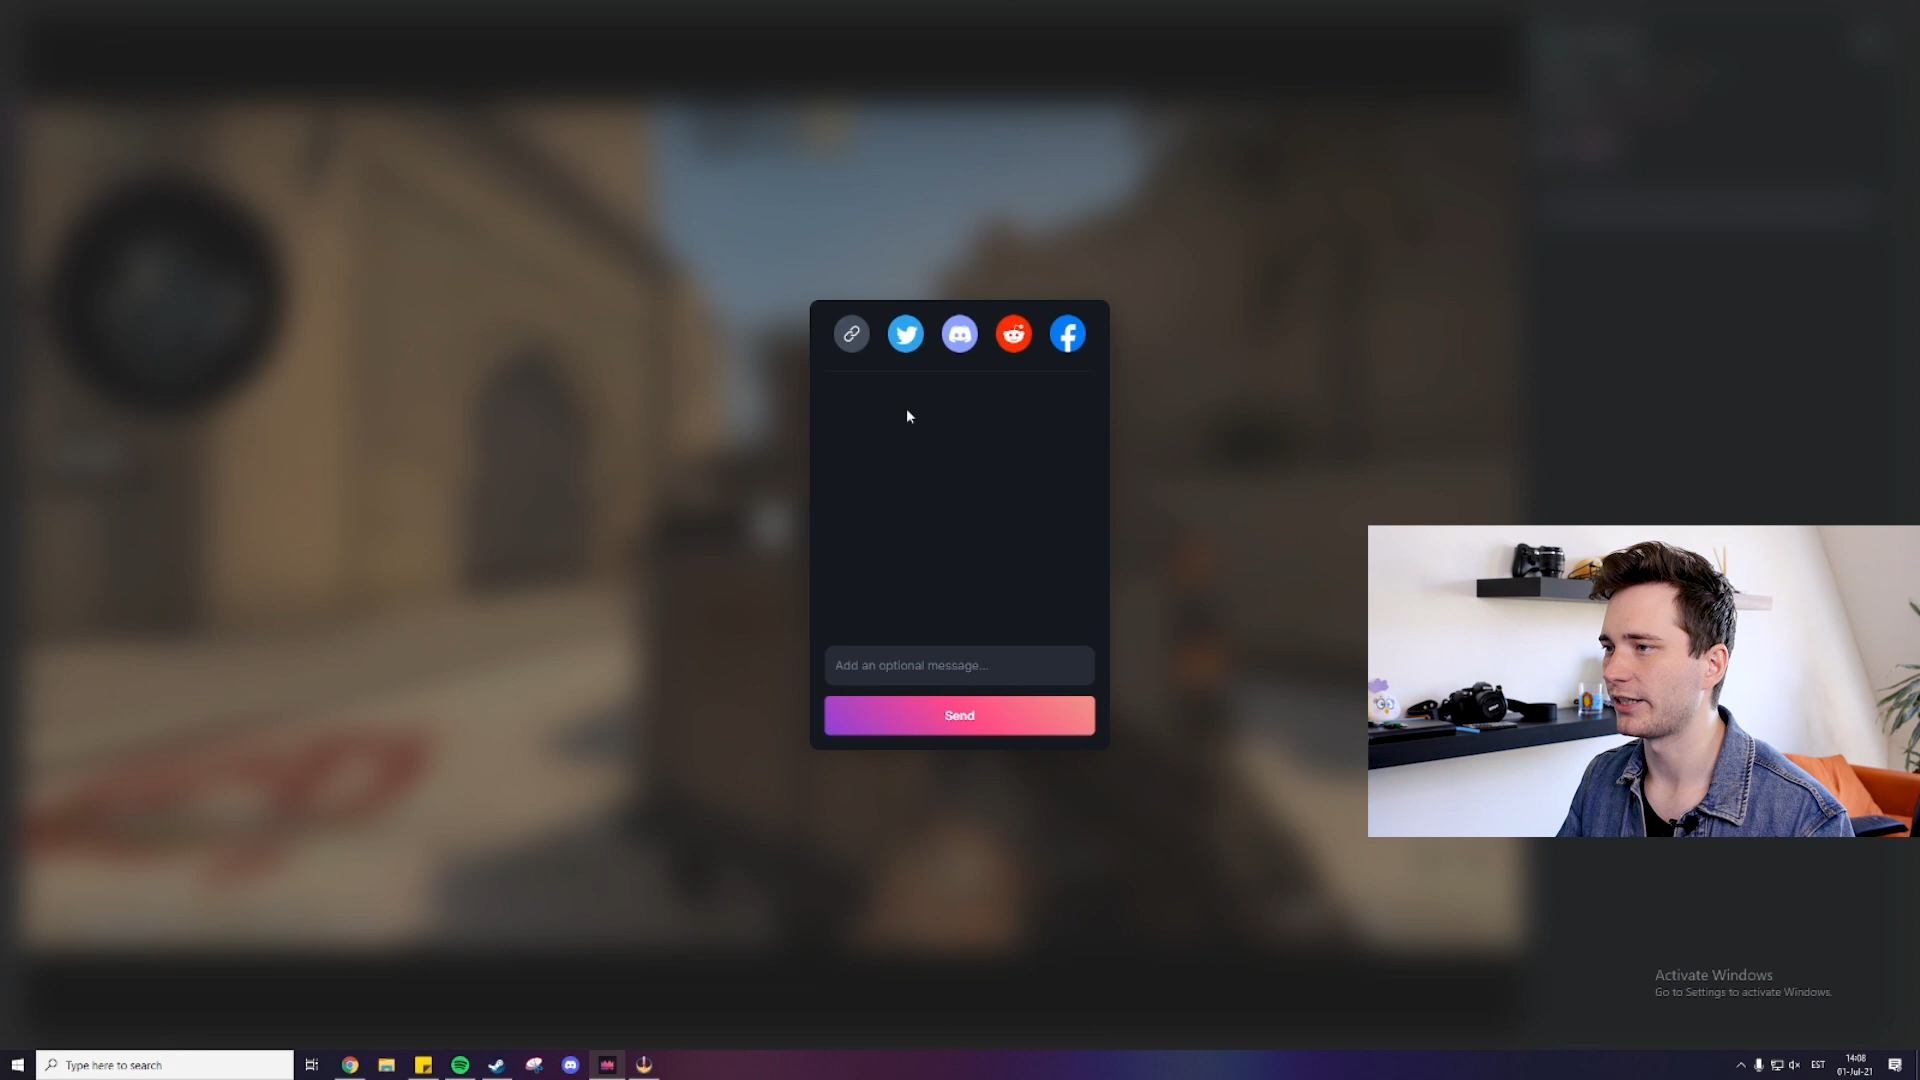 Add an optional message...
Send
Activate Windows
Go to Settings to activate Windows.
Type here to search
EST
14:08
01-Jul-21